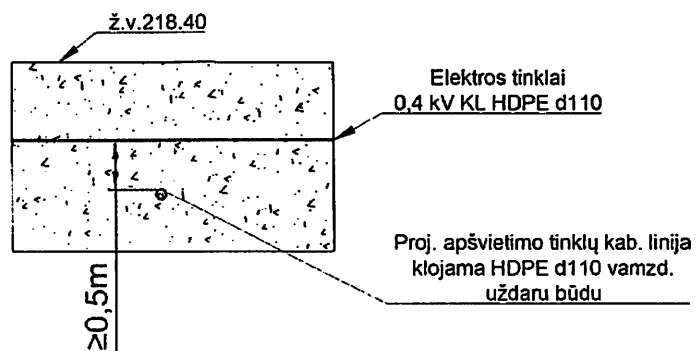 ž.v.218.40
Elektros tinklai
0,4 kV KL HDPE d110
Proj. apšvietimo tinklų kab. linija
klojama HDPE d110 vamzd.
uždaru būdu
≥0,5m